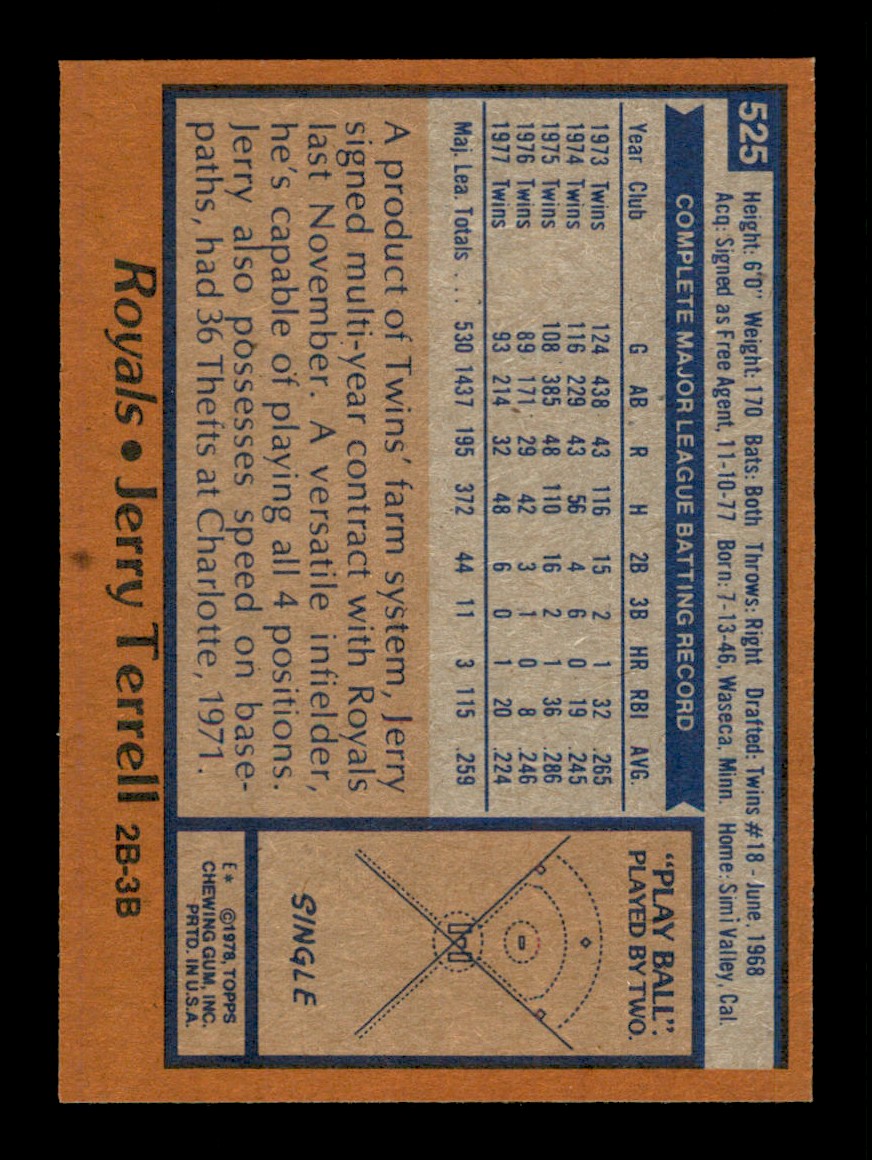 525
Height: 6'0" Weight: 170 Bats: Both Throws: Right Drafted: Twins #18 - June, 1968
Acq: Signed as Free Agent, 11-10-77 Born: 7-13-46, Waseca, Minn. Home: Simi Valley, Cal.
COMPLETE MAJOR LEAGUE BATTING RECORD
Year Club G AB R H 2B 3B HR RBI AVG.
1973 Twins 124 438 43 116 15 2 1 32 .265
1974 Twins 116 229 43 56 4 6 0 19 .245
1975 Twins 108 385 48 110 16 2 1 36 .286
1976 Twins 89 171 29 42 3 1 0 8 .246
1977 Twins 93 214 32 48 6 0 1 20 .224
Maj. Lea. Totals ... 530 1437 195 372 44 11 3 115 .259
A product of Twins' farm system, Jerry
signed multi-year contract with Royals
last November. A versatile infielder,
he's capable of playing all 4 positions.
Jerry also possesses speed on base-
paths, had 36 Thefts at Charlotte, 1971.
"PLAY BALL":
PLAYED BY TWO.
SINGLE
E* ©1978, TOPPS
CHEWING GUM, INC.
PRTD. IN U.S.A.
Royals • Jerry Terrell 2B-3B